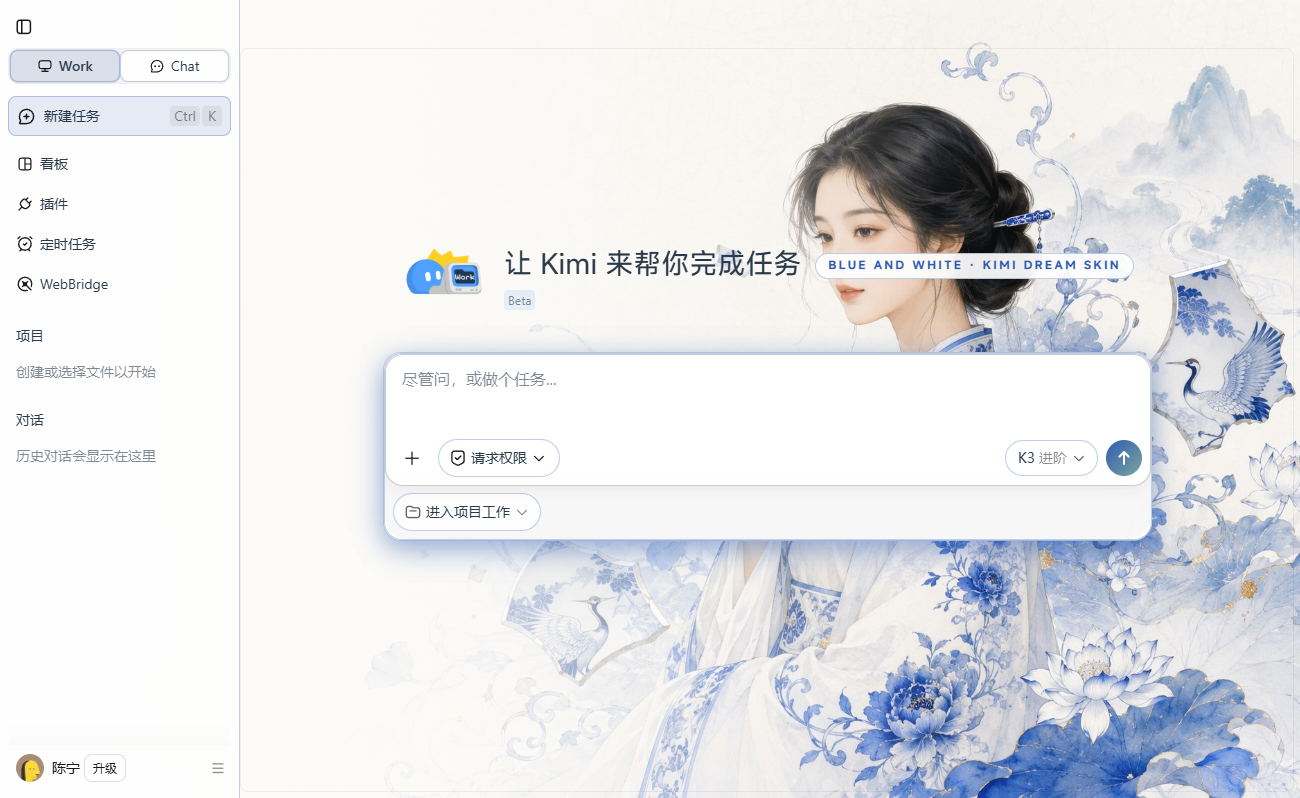 Work
Chat
新建任务 Ctrl K
看板
插件
定时任务
WebBridge
项目
创建或选择文件以开始
对话
历史对话会显示在这里
陈宁 升级
Work
让 Kimi 来帮你完成任务
BLUE AND WHITE · KIMI DREAM SKIN
Beta
尽管问，或做个任务...
请求权限
K3 进阶
进入项目工作